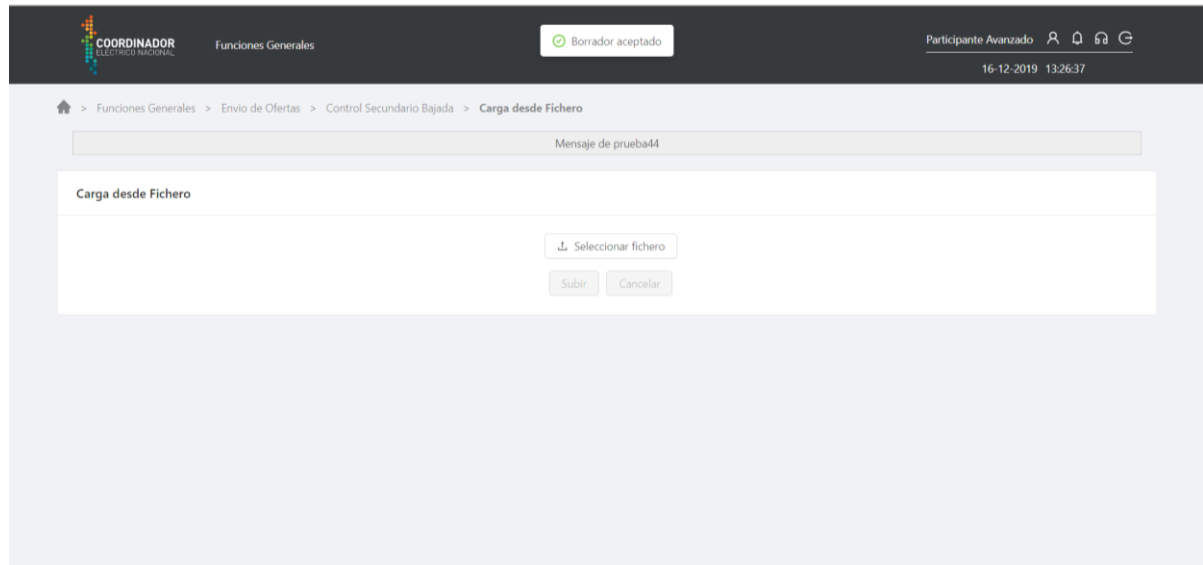 COORDINADOR
ELÉCTRICO NACIONAL
Funciones Generales
Borrador aceptado
Participante Avanzado
16-12-2019 13:26:37
> Funciones Generales > Envio de Ofertas > Control Secundario Bajada > Carga desde Fichero
Mensaje de prueba44
Carga desde Fichero
Seleccionar fichero
Subir Cancelar